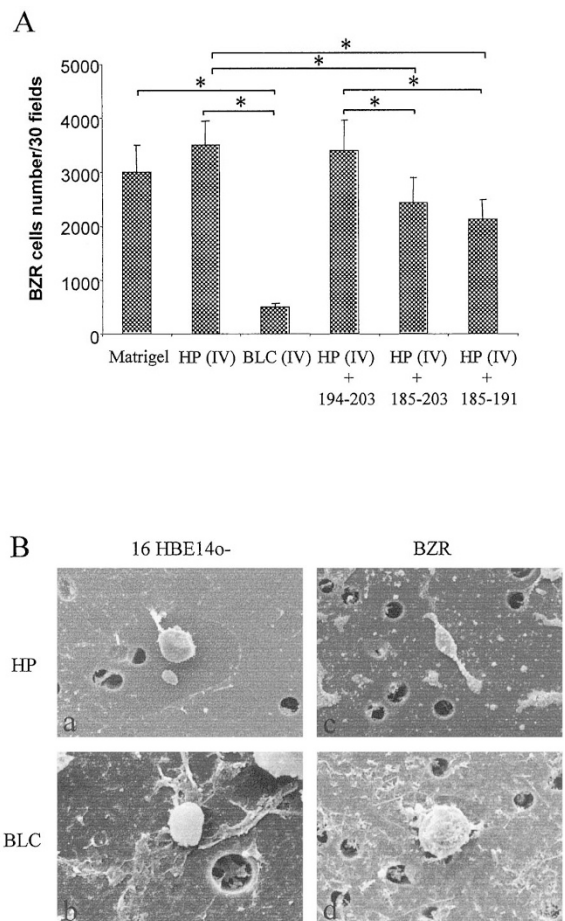 A
* * * * * *
BZR cells number/30 fields
5000
4000
3000
2000
1000
0
Matrigel HP (IV) BLC (IV) HP (IV) HP (IV) HP (IV)
+ + +
194-203 185-203 185-191
B
16 HBE14o- BZR
HP
a c
BLC
b d